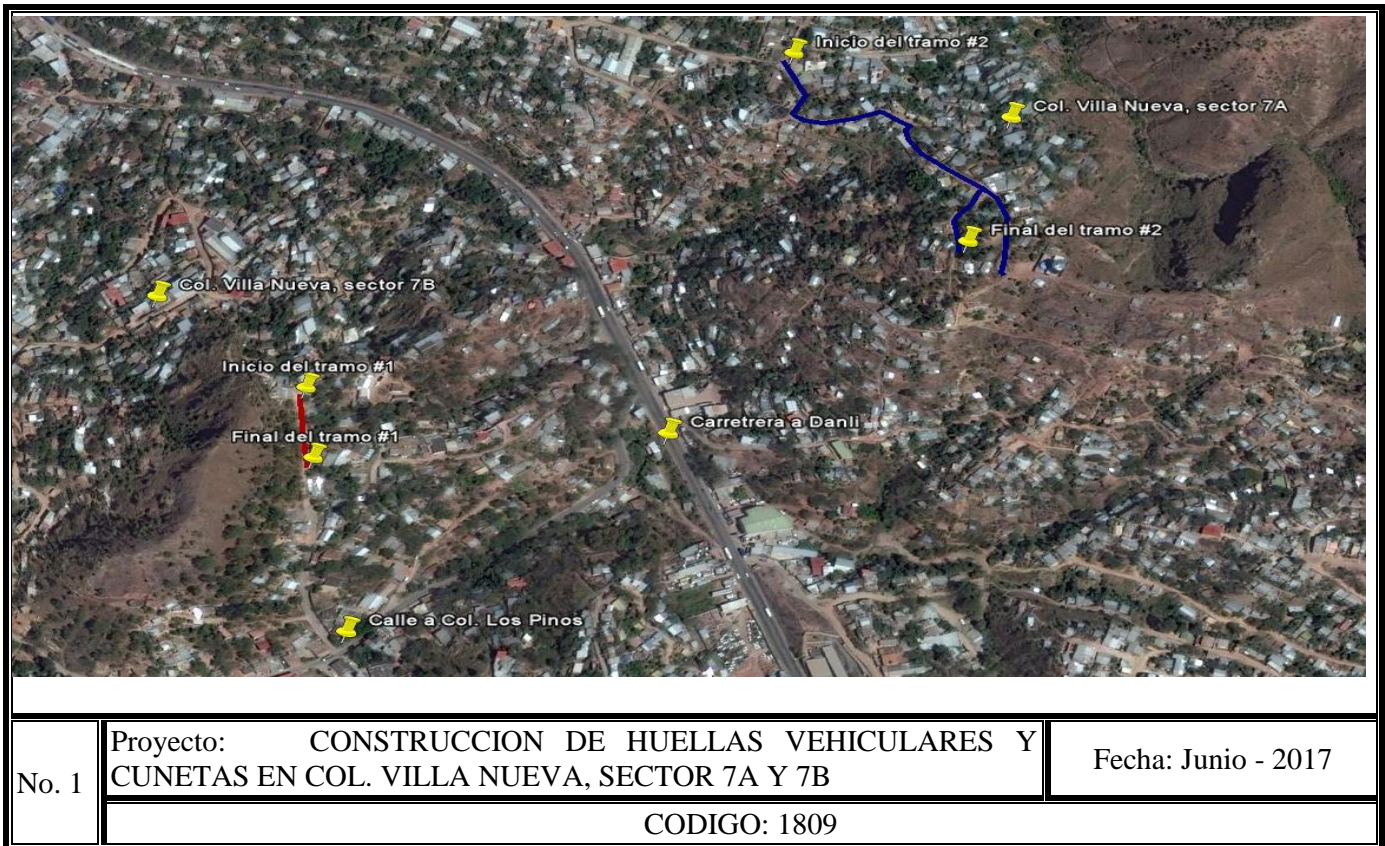 Inicio del tramo #2
Col. Villa Nueva, sector 7A
Final del tramo #2
Col. Villa Nueva, sector 7B
Inicio del tramo #1
Final del tramo #1
Carretrera a Danli
Calle a Col. Los Pinos
No. 1
Proyecto: CONSTRUCCION DE HUELLAS VEHICULARES Y
CUNETAS EN COL. VILLA NUEVA, SECTOR 7A Y 7B
Fecha: Junio - 2017
CODIGO: 1809